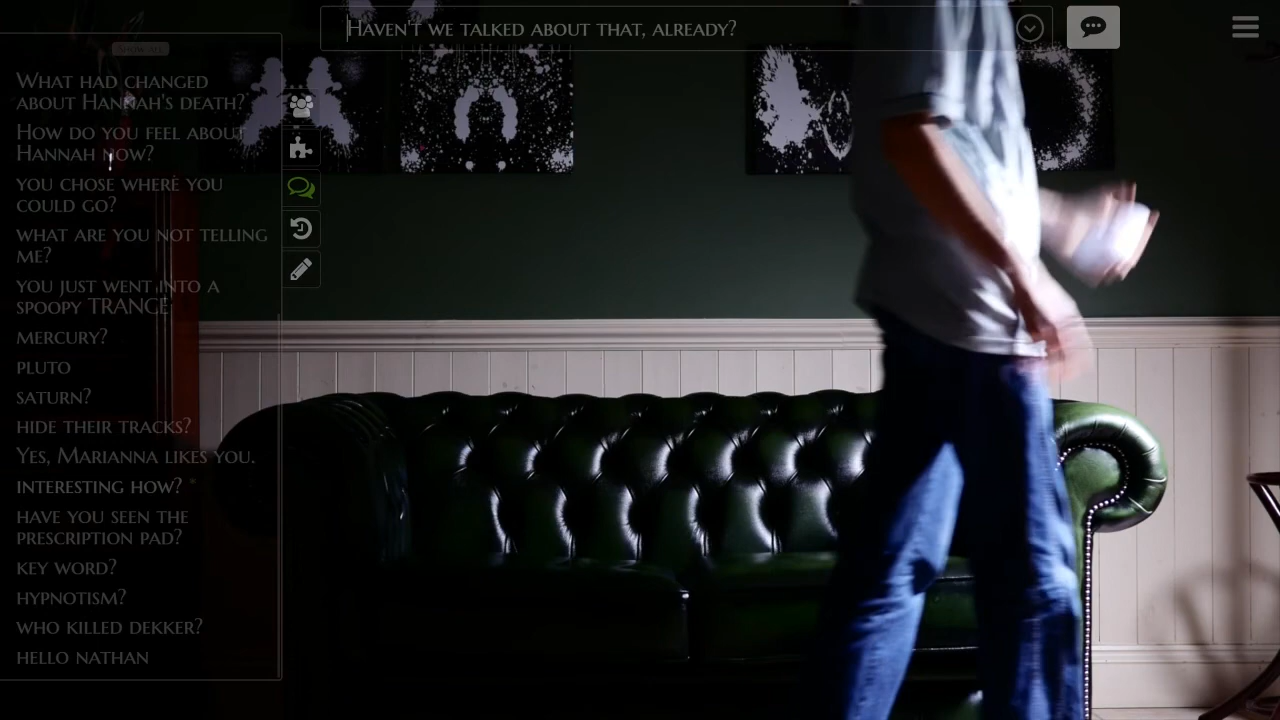 Haven't we talked about that, already?
Show all
What had changed
about Hannah's death?
How do you feel about
Hannah now?
you chose where you
could go?
what are you not telling
me?
you just went into a
spoopy TRANCE
mercury?
pluto
saturn?
hide their tracks?
Yes, Marianna likes you.
interesting how? *
have you seen the
prescription pad?
key word?
hypnotism?
who killed dekker?
hello nathan